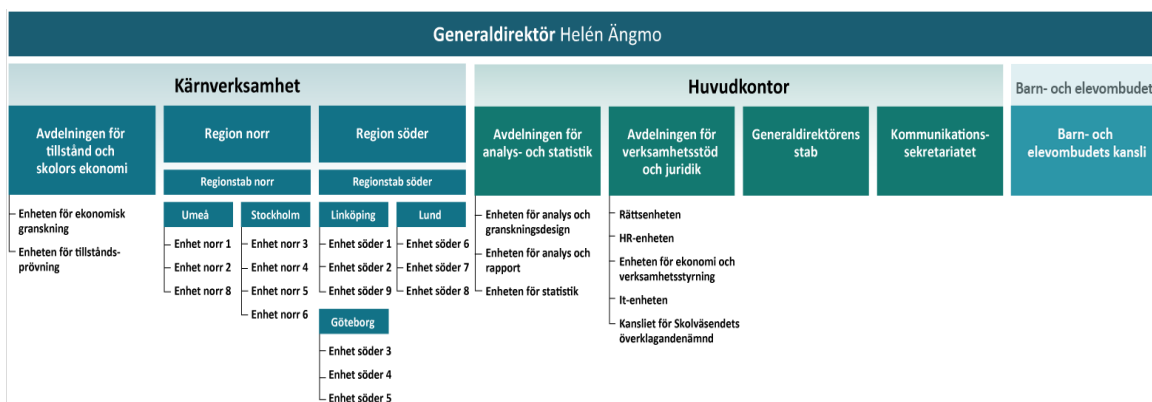 Generaldirektör Helén Ängmo
Kärnverksamhet
Avdelningen för
tillstånd och
skolors ekonomi
Enheten för ekonomisk
granskning
Enheten för tillstånds-
prövning
Region norr
Regionstab norr
Umeå
Enhet norr 1
Enhet norr 2
Enhet norr 8
Stockholm
Enhet norr 3
Enhet norr 4
Enhet norr 5
Enhet norr 6
Region söder
Regionstab söder
Linköping
Enhet söder 1
Enhet söder 2
Enhet söder 9
Lund
Enhet söder 6
Enhet söder 7
Enhet söder 8
Göteborg
Enhet söder 3
Enhet söder 4
Enhet söder 5
Huvudkontor
Avdelningen för
analys- och statistik
Enheten för analys och
granskningsdesign
Enheten för analys och
rapport
Enheten för statistik
Avdelningen för
verksamhetsstöd
och juridik
Rättsenheten
HR-enheten
Enheten för ekonomi och
verksamhetsstyrning
It-enheten
Kansliet för Skolväsendets
överklagandenämnd
Generaldirektörens
stab
Kommunikations-
sekretariatet
Barn- och elevombudet
Barn- och
elevombudets kansli